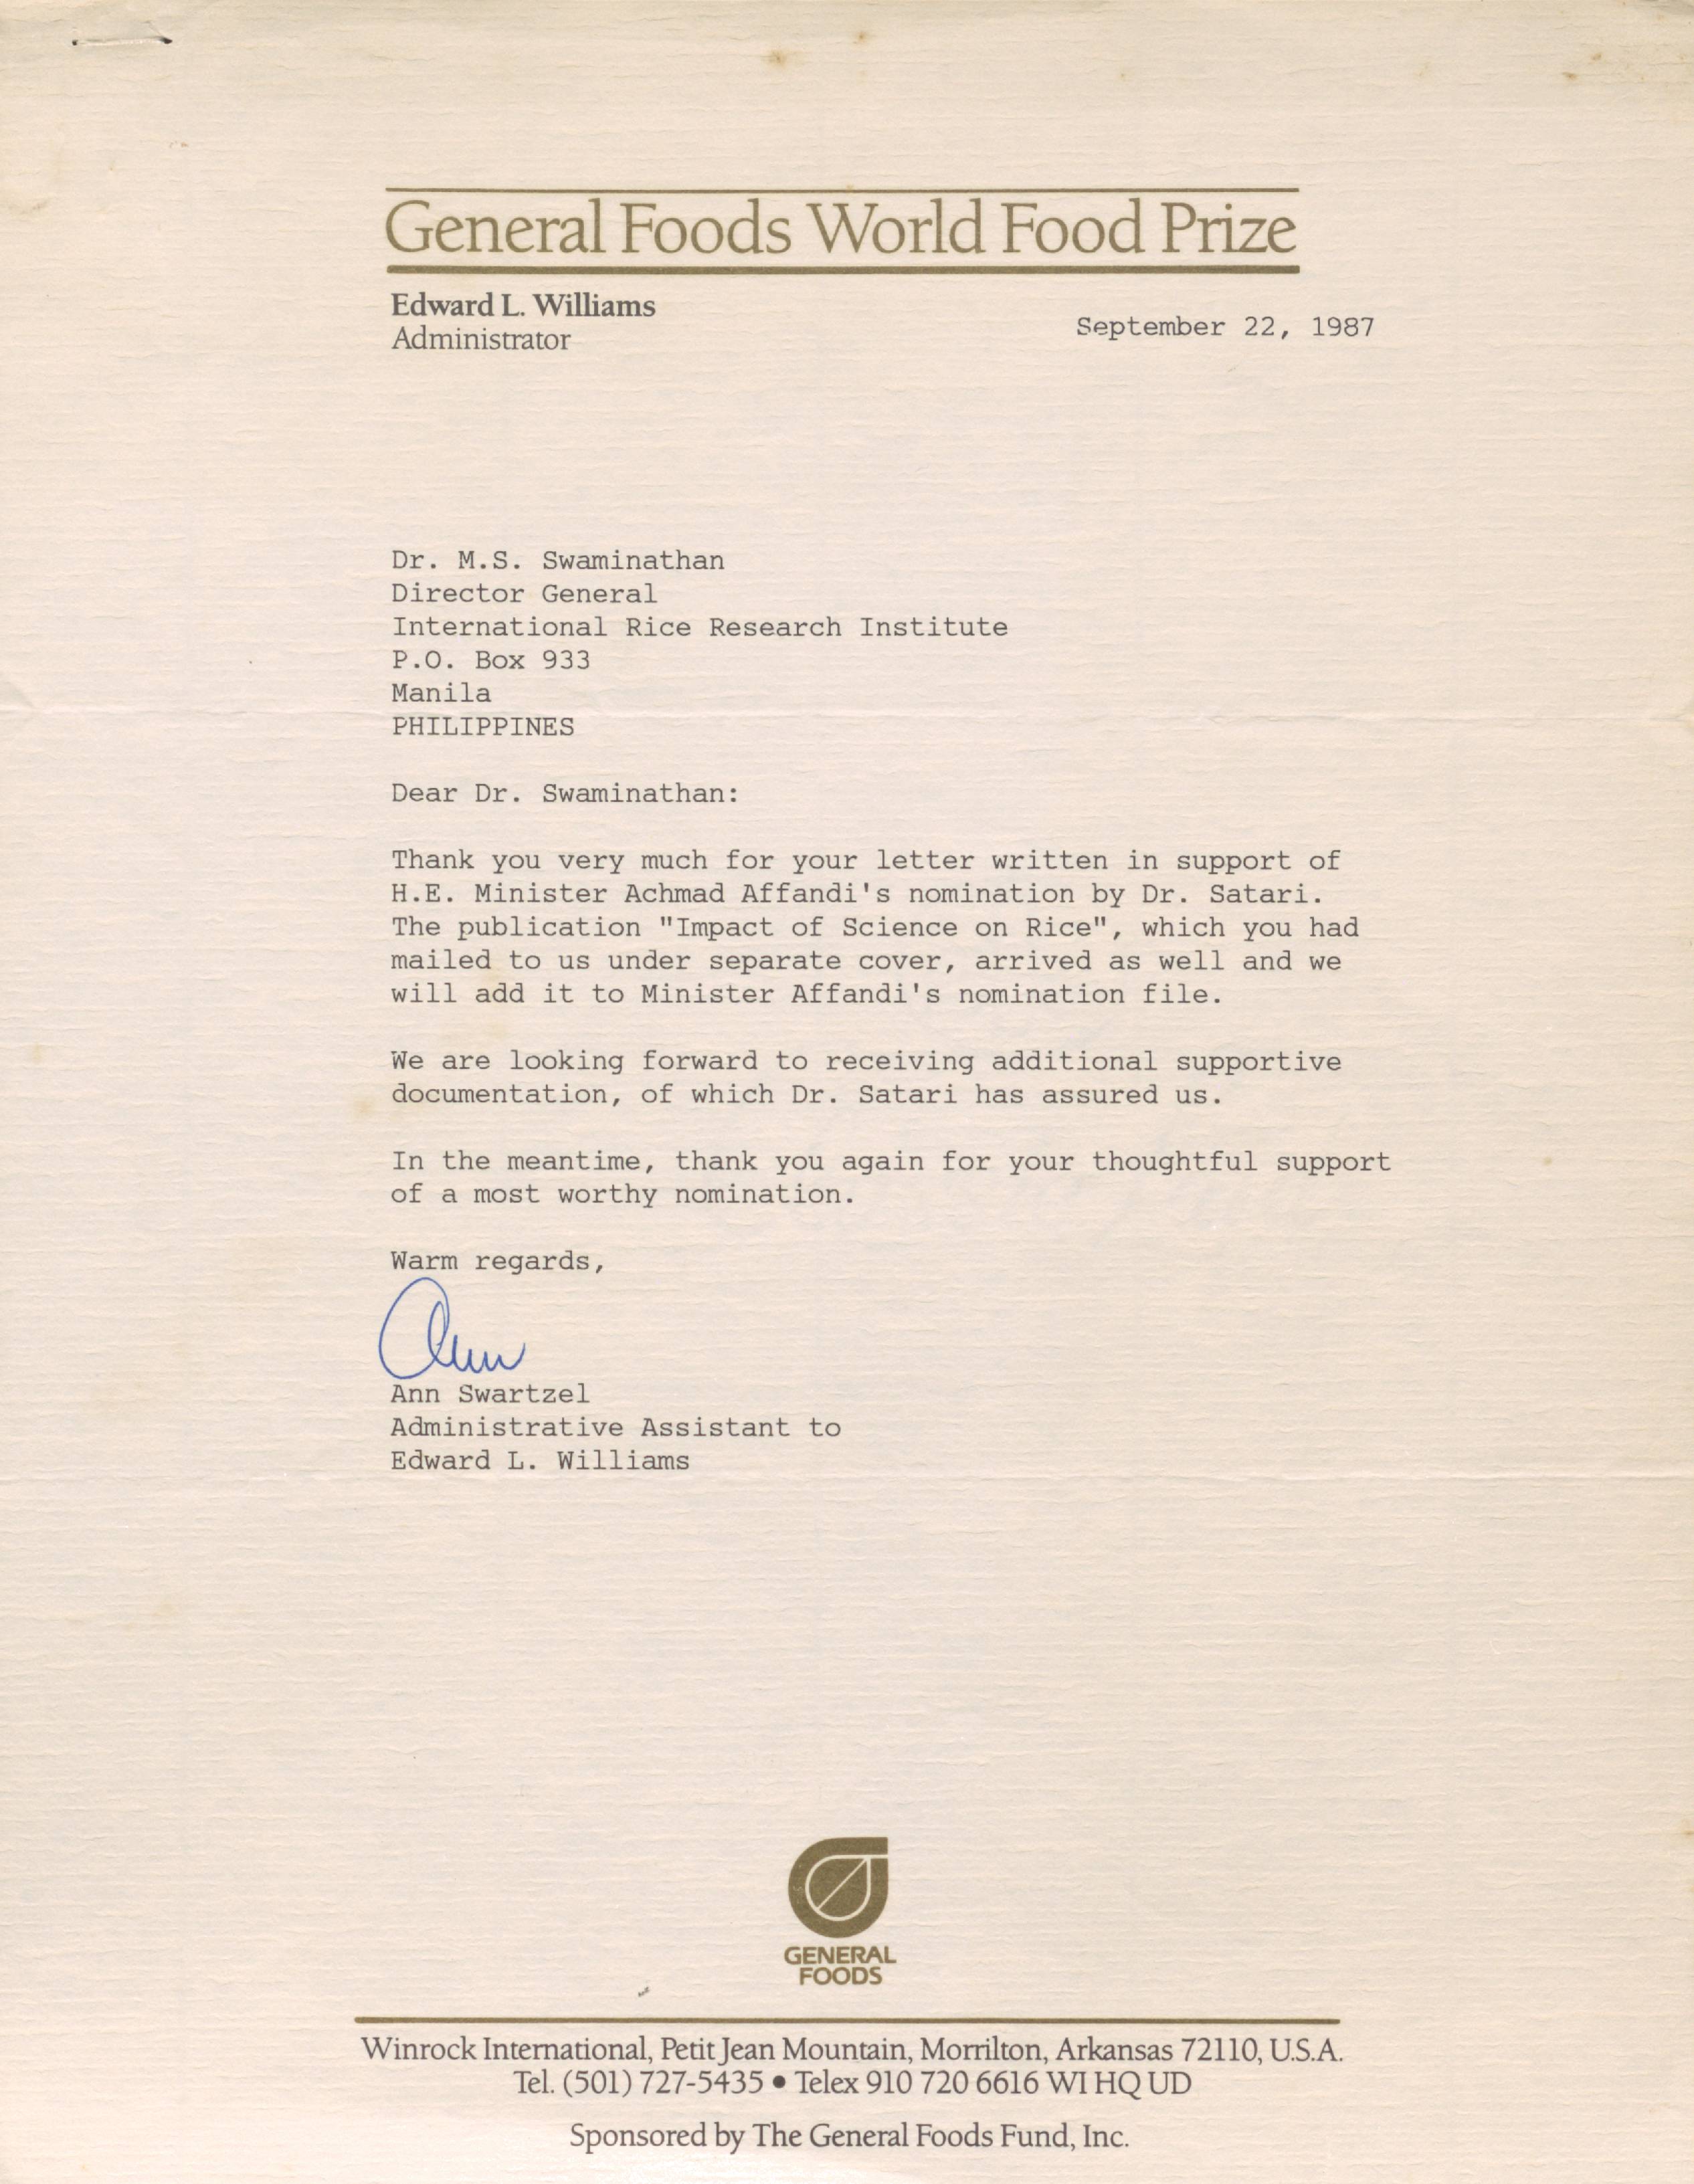 General Foods World Food Prize
Edward L. Williams
Administrator
September 22, 1987
Dr. M.S. Swaminathan
Director General
International Rice Research Institute
P.O. Box 933
Manila
PHILIPPINES
Dear Dr. Swaminathan:
Thank you very much for your letter written in support of
H.E. Minister Achmad Affandi's nomination by Dr. Satari.
The publication "Impact of Science on Rice", which you had
mailed to us under separate cover, arrived as well and we
will add it to Minister Affandi's nomination file.
We are looking forward to receiving additional supportive
documentation, of which Dr. Satari has assured us.
In the meantime, thank you again for your thoughtful support
of a most worthy nomination.
Warm regards,
Ann
Ann Swartzel
Administrative Assistant to
Edward L. Williams
GENERAL
FOODS
Winrock International, Petit Jean Mountain, Morrilton, Arkansas 72110, U.S.A.
Tel. (501) 727-5435 • Telex 910 720 6616 WI HQ UD
Sponsored by The General Foods Fund, Inc.